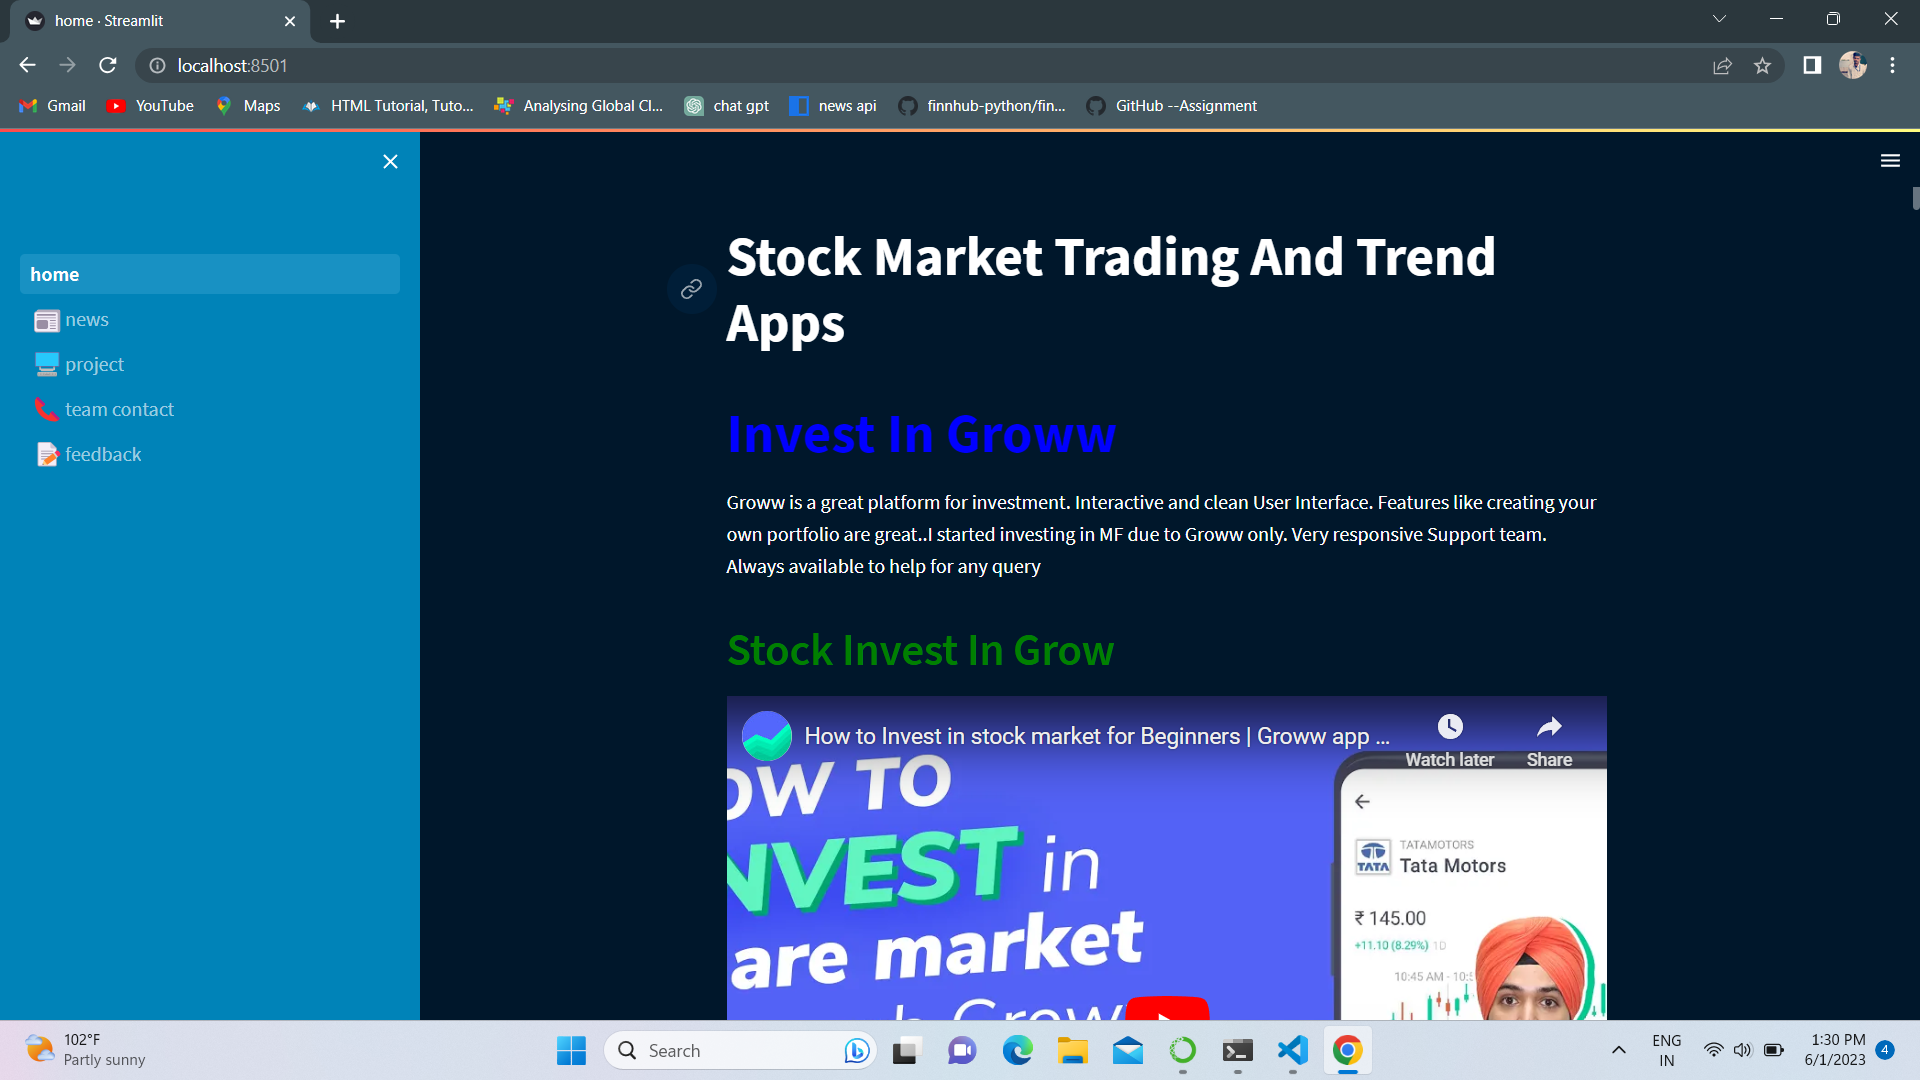 home · Streamlit
localhost:8501
Gmail YouTube Maps HTML Tutorial, Tuto... Analysing Global Cl... chat gpt news api finnhub-python/fin... GitHub --Assignment
home
news
project
team contact
feedback
Stock Market Trading And Trend
Apps
Invest In Groww
Groww is a great platform for investment. Interactive and clean User Interface. Features like creating your
own portfolio are great..I started investing in MF due to Groww only. Very responsive Support team.
Always available to help for any query
Stock Invest In Grow
How to Invest in stock market for Beginners | Groww app ...
Watch later Share
OW TO
NVEST in
are market
TATAMOTORS
TATA Tata Motors
₹ 145.00
+11.10 (8.29%) 1D
10:45 AM - 10:
102°F
Partly sunny
Search
ENG
IN
1:30 PM
6/1/2023
4